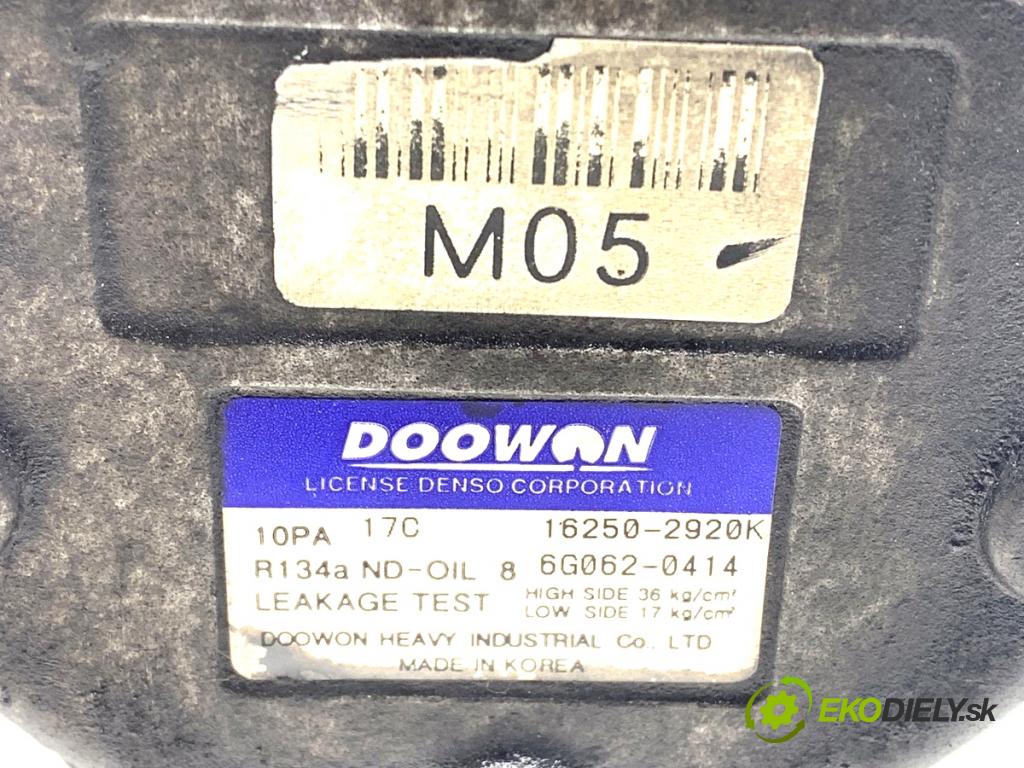 M05
DOOWON
LICENSE DENSO CORPORATION
10PA 17C 16250-2920K
R134a ND-OIL 8 6G062-0414
LEAKAGE TEST HIGH SIDE 36 kg/cm²
LOW SIDE 17 kg/cm²
DOOWON HEAVY INDUSTRIAL Co., LTD
MADE IN KOREA
EKODIELY.sk